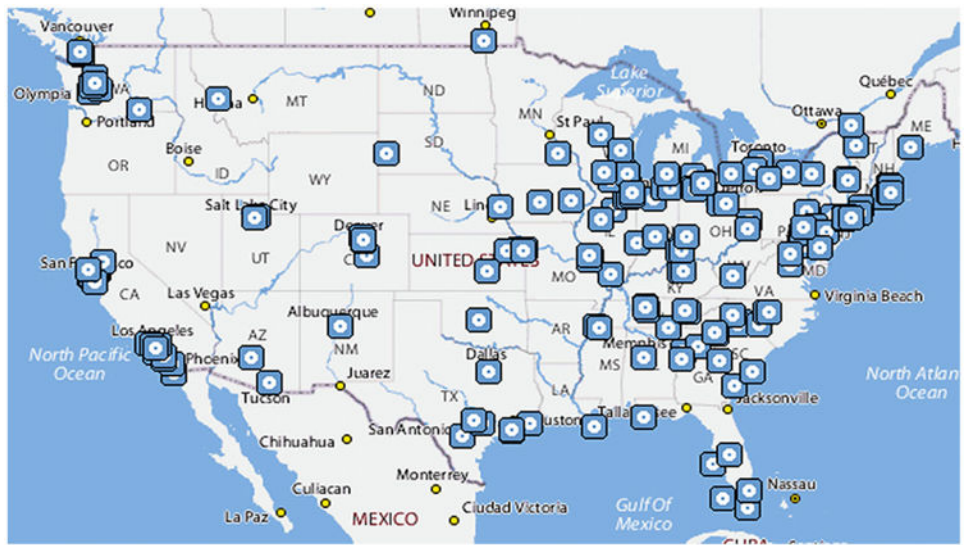 Winnipeg
Vancouver
Québec
Lake
Superior
WA
Olympia
MT
ND
Ottawa
ME
Portland
MN
St Paul
OR
Boise
ID
SD
MI
Toronto
NH
WY
Salt Lake City
NE
NV
UT
Denver
OH
UNITED STATES
MO
CA
Las Vegas
KY
VA
MD
Virginia Beach
Albuquerque
Los Angeles
AZ
NM
AR
Memphis
North Pacific
Ocean
Phoenix
Dallas
MS
SC
GA
North Atlan
Ocean
Juarez
Tucson
TX
LA
Jacksonville
San Antonio
ouston
Chihuahua
Monterrey
Nassau
Culiacan
La Paz
MEXICO
Ciudad Victoria
Gulf Of
Mexico